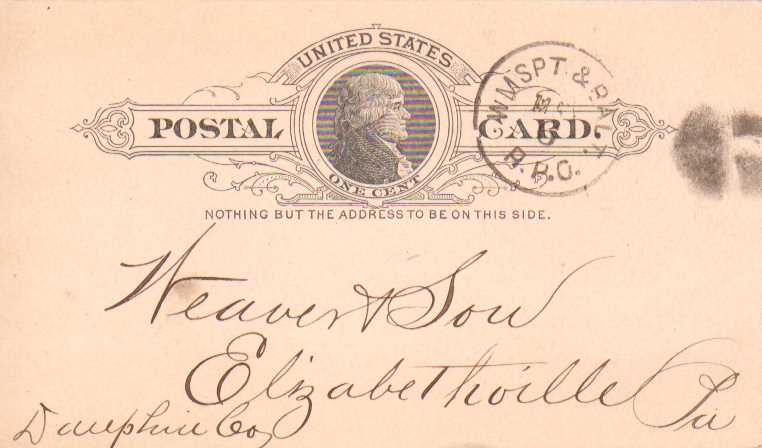 UNITED STATES
POSTAL CARD.
ONE CENT
NOTHING BUT THE ADDRESS TO BE ON THIS SIDE.
WMSPT. & BALT.
R.P.O.
Weaver & Son
Elizabethville Pa
Dauphin Co